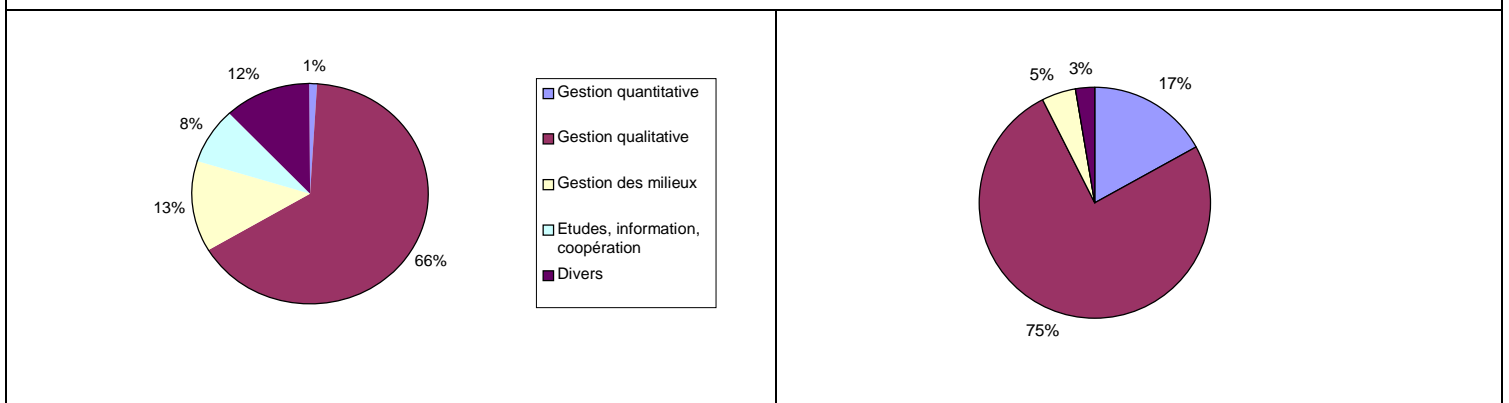 1%
12%
8%
13%
66%
Gestion quantitative
Gestion qualitative
Gestion des milieux
Etudes, information,
coopération
Divers
5%
3%
17%
75%